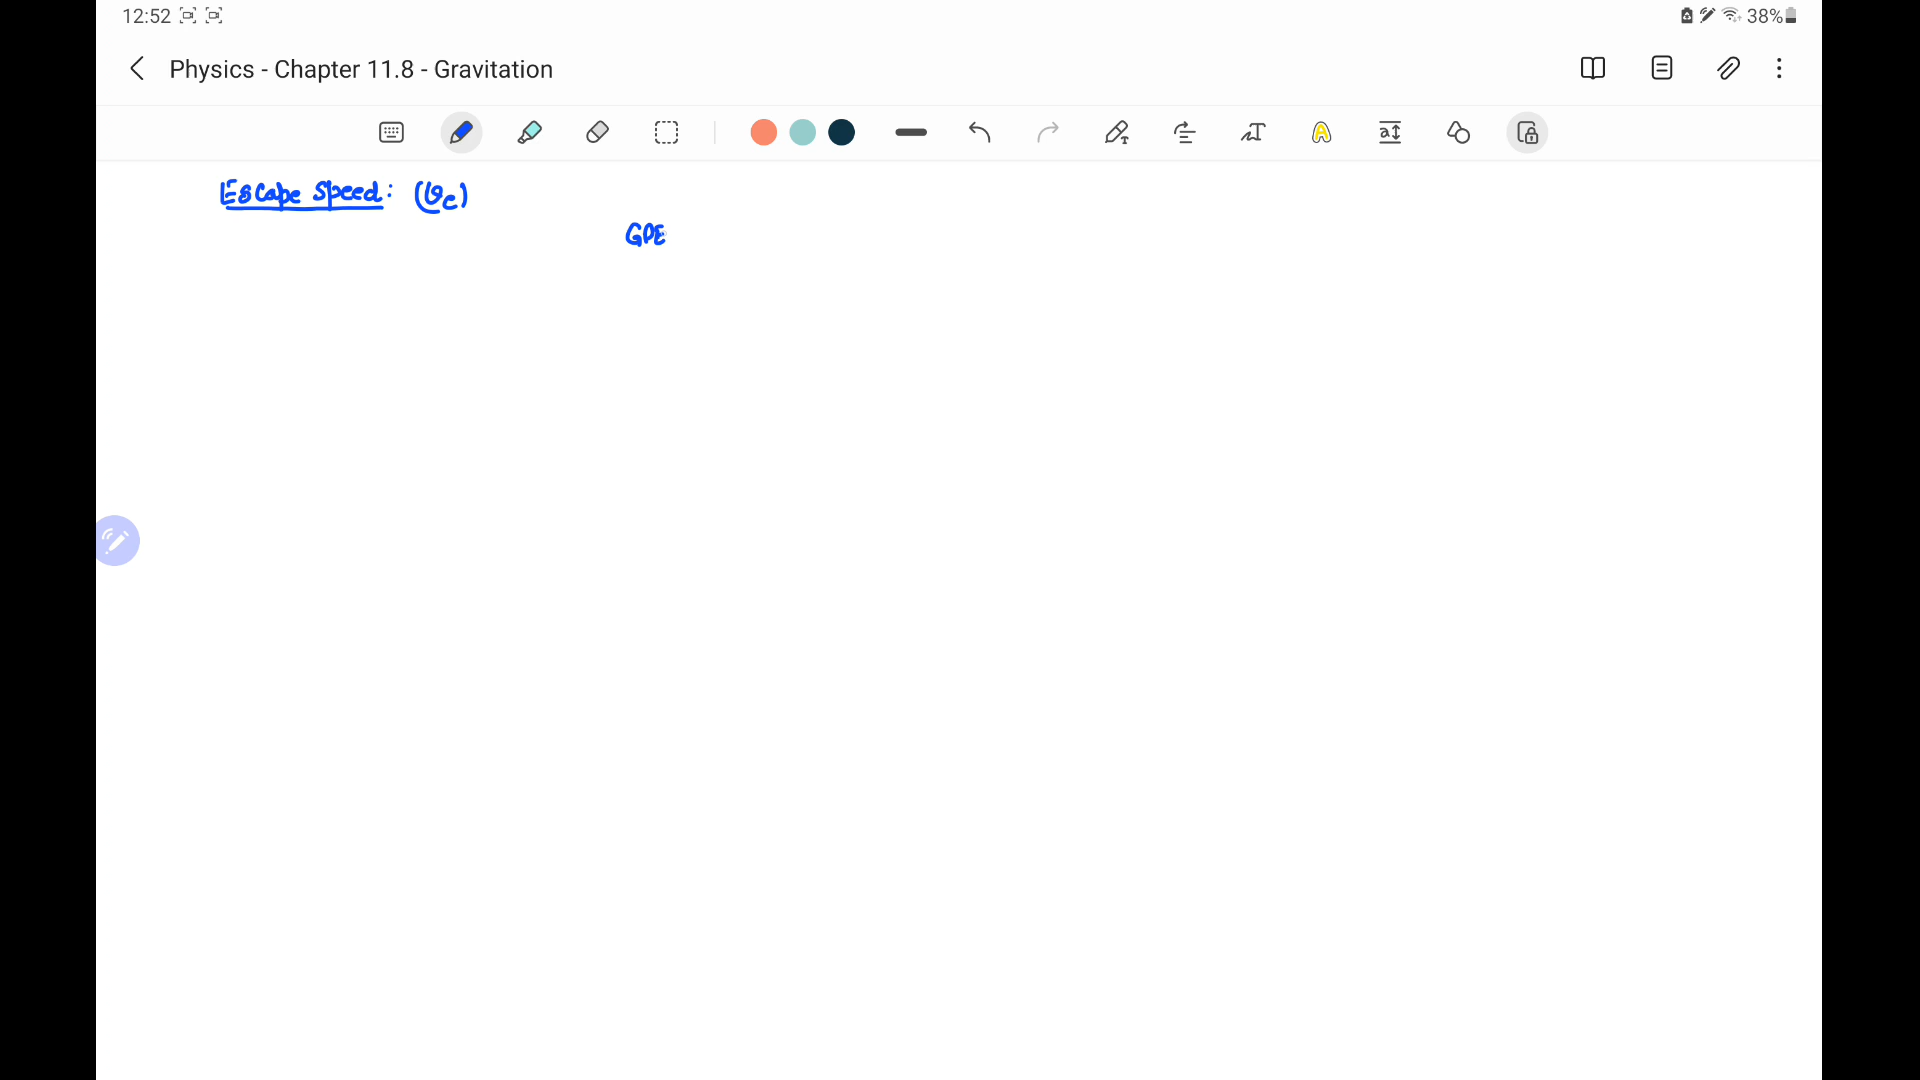 12:52 38%
Physics - Chapter 11.8 - Gravitation
Escape Speed: (ve)
GPE